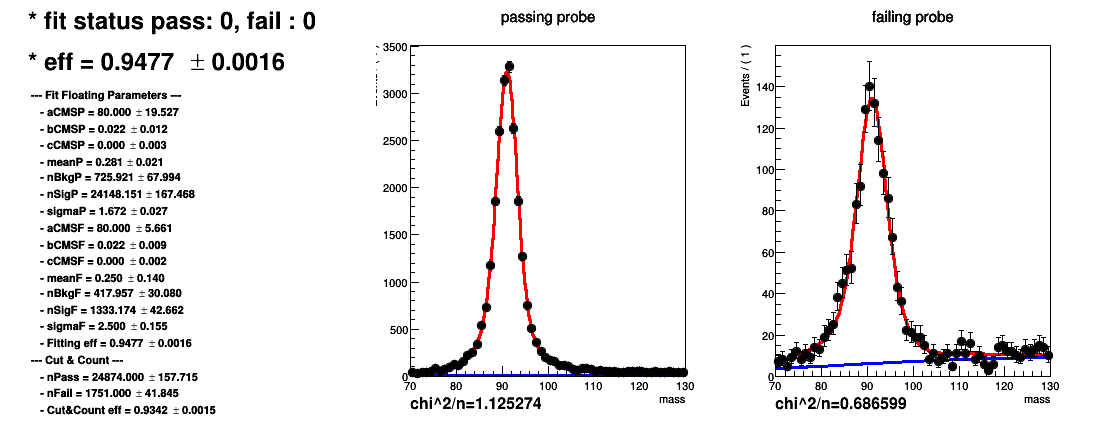 * fit status pass: 0, fail : 0
* eff = 0.9477 ± 0.0016
--- Fit Floating Parameters ---
- aCMSP = 80.000 ± 19.527
- bCMSP = 0.022 ± 0.012
- cCMSP = 0.000 ± 0.003
- meanP = 0.281 ± 0.021
- nBkgP = 725.921 ± 67.994
- nSigP = 24148.151 ± 167.468
- sigmaP = 1.672 ± 0.027
- aCMSF = 80.000 ± 5.661
- bCMSF = 0.022 ± 0.009
- cCMSF = 0.000 ± 0.002
- meanF = 0.250 ± 0.140
- nBkgF = 417.957 ± 30.080
- nSigF = 1333.174 ± 42.662
- sigmaF = 2.500 ± 0.155
- Fitting eff = 0.9477 ± 0.0016
--- Cut & Count ---
- nPass = 24874.000 ± 157.715
- nFail = 1751.000 ± 41.845
- Cut&Count eff = 0.9342 ± 0.0015
passing probe
3500
3000
2500
2000
1500
1000
500
0
70 80 90 100 110 120 130
mass
chi^2/n=1.125274
failing probe
Events / ( 1 )
140
120
100
80
60
40
20
0
70 80 90 100 110 120 130
mass
chi^2/n=0.686599